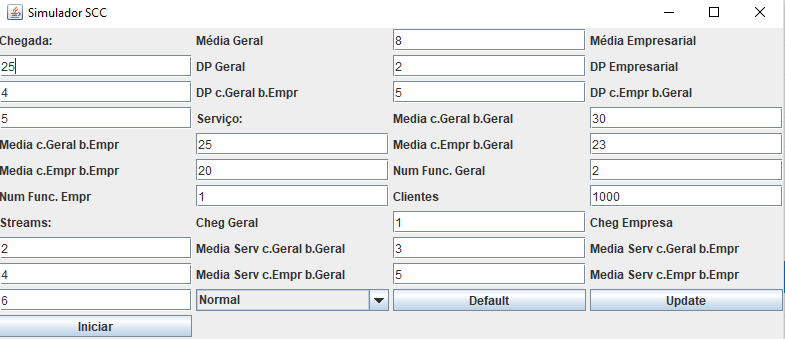 Simulador SCC
Chegada: Média Geral 8 Média Empresarial
25 DP Geral 2 DP Empresarial
4 DP c.Geral b.Empr 5 DP c.Empr b.Geral
5 Serviço: Media c.Geral b.Geral 30
Media c.Geral b.Empr 25 Media c.Empr b.Geral 23
Media c.Empr b.Empr 20 Num Func. Geral 2
Num Func. Empr 1 Clientes 1000
Streams: Cheg Geral 1 Cheg Empresa
2 Media Serv c.Geral b.Geral 3 Media Serv c.Geral b.Empr
4 Media Serv c.Empr b.Geral 5 Media Serv c.Empr b.Empr
6 Normal Default Update
Iniciar